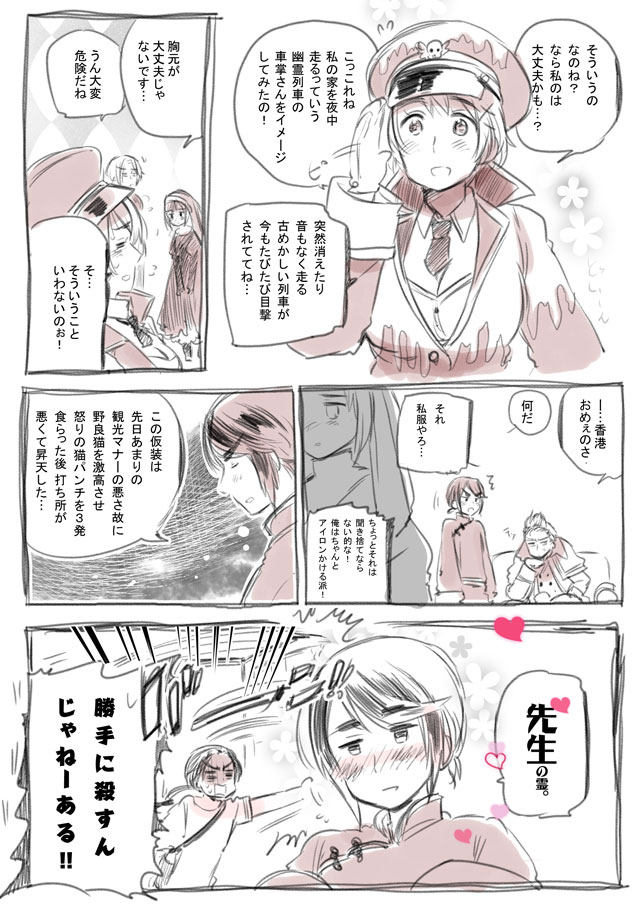 そういうの
なのね?
なら私のは
大丈夫かも…?
こっこれね
私の家を夜中
走るっていう
幽霊列車の
車掌さんをイメージ
してみたの!
突然消えたり
音もなく走る
古めかしい列車が
今もたびたび目撃
されててね…
胸元が
大丈夫じゃ
ないです…
うん大変
危険だね
そ…
そういうこと
いわないのぉ!
ー…香港
おめぇのさ
何だ
それ
私服やろ…
ちょっとそれは
聞き捨てなら
ない的な!
俺はちゃんと
アイロンかける派!
この仮装は
先日あまりの
観光マナーの悪さ故に
野良猫を激高させ
怒りの猫パンチを3発
食らった後 打ち所が
悪くて昇天した…
先生の霊。
勝手に殺すん
じゃねーある!!